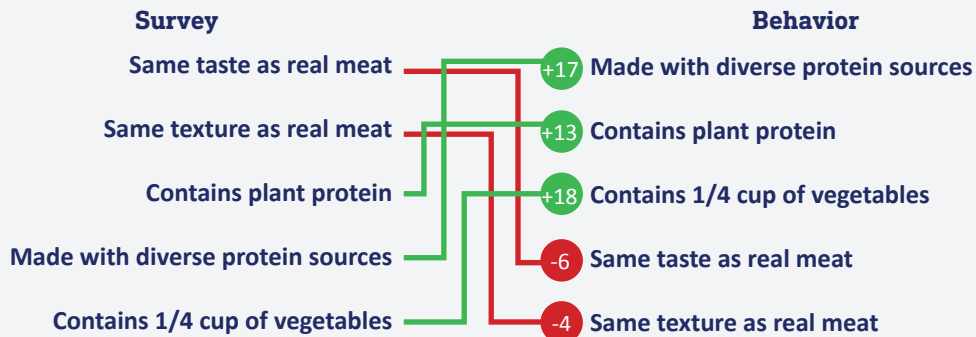 Survey
Behavior
Same taste as real meat
+17 Made with diverse protein sources
Same texture as real meat
+13 Contains plant protein
Contains plant protein
+18 Contains 1/4 cup of vegetables
Made with diverse protein sources
-6 Same taste as real meat
Contains 1/4 cup of vegetables
-4 Same texture as real meat